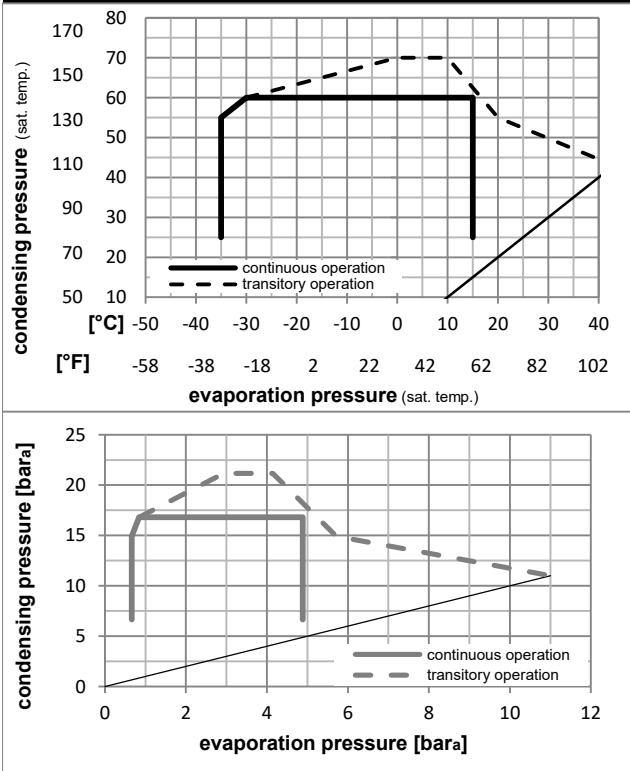 170 80
150 70
130 60
110 50
90 40
70 30
50 20
10
condensing pressure (sat. temp.)
continuous operation
transitory operation
[°C] -50 -40 -30 -20 -10 0 10 20 30 40
[°F] -58 -38 -18 2 22 42 62 82 102
evaporation pressure (sat. temp.)
25
20
15
10
5
0
condensing pressure [bara]
continuous operation
transitory operation
0 2 4 6 8 10 12
evaporation pressure [bara]